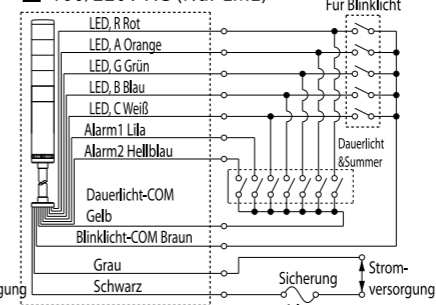 Für Blinklicht
LED, R Rot
LED, A Orange
LED, G Grün
LED, B Blau
LED, C Weiß
Alarm1 Lila
Alarm2 Hellblau
Dauerlicht
&Summer
Dauerlicht-COM
Gelb
Blinklicht-COM Braun
Grau
Schwarz
Sicherung
Strom-
versorgung
gung